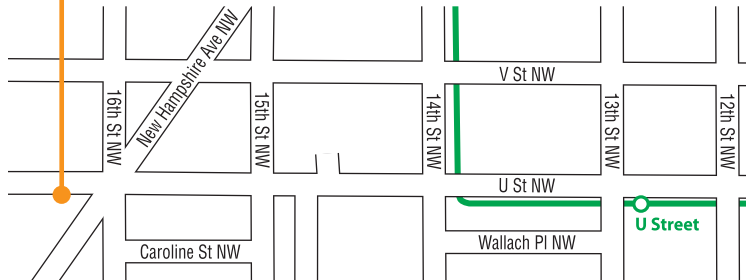 New Hampshire Ave NW
V St NW
16th St NW
15th St NW
14th St NW
13th St NW
12th St NW
U St NW
U Street
Caroline St NW
Wallach Pl NW